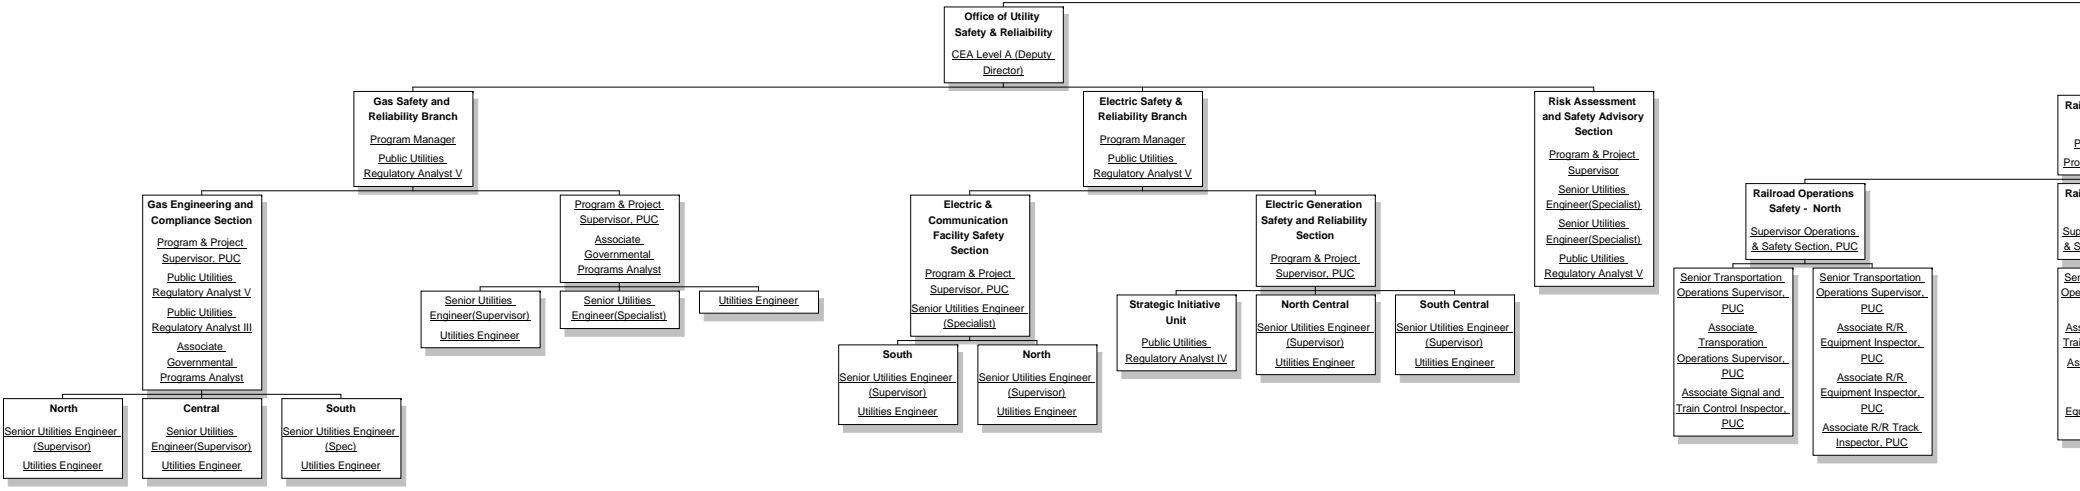 Office of Utility
Safety & Reliaibility
CEA Level A (Deputy
Director)
Gas Safety and
Reliability Branch
Program Manager
Public Utilities
Regulatory Analyst V
Electric Safety &
Reliability Branch
Program Manager
Public Utilities
Regulatory Analyst V
Risk Assessment
and Safety Advisory
Section
Program & Project
Supervisor
Senior Utilities
Engineer(Specialist)
Senior Utilities
Engineer(Specialist)
Public Utilities
Regulatory Analyst V
Gas Engineering and
Compliance Section
Program & Project
Supervisor, PUC
Public Utilities
Regulatory Analyst V
Public Utilities
Regulatory Analyst III
Associate
Governmental
Programs Analyst
North
Senior Utilities Engineer
(Supervisor)
Utilities Engineer
Central
Senior Utilities
Engineer(Supervisor)
Utilities Engineer
South
Senior Utilities Engineer
(Spec)
Utilities Engineer
Program & Project
Supervisor, PUC
Associate
Governmental
Programs Analyst
Senior Utilities
Engineer(Supervisor)
Utilities Engineer
Senior Utilities
Engineer(Specialist)
Utilities Engineer
Electric &
Communication
Facility Safety
Section
Program & Project
Supervisor, PUC
Senior Utilities Engineer
(Specialist)
South
Senior Utilities Engineer
(Supervisor)
Utilities Engineer
North
Senior Utilities Engineer
(Supervisor)
Utilities Engineer
Electric Generation
Safety and Reliability
Section
Program & Project
Supervisor, PUC
Strategic Initiative
Unit
Public Utilities
Regulatory Analyst IV
North Central
Senior Utilities Engineer
(Supervisor)
Utilities Engineer
South Central
Senior Utilities Engineer
(Supervisor)
Utilities Engineer
Railroad Operations
Safety - North
Supervisor Operations
& Safety Section, PUC
Senior Transportation
Operations Supervisor,
PUC
Associate
Transporation
Operations Supervisor,
PUC
Associate Signal and
Train Control Inspector,
PUC
Senior Transportation
Operations Supervisor,
PUC
Associate R/R
Equipment Inspector,
PUC
Associate R/R
Equipment Inspector,
PUC
Associate R/R Track
Inspector, PUC